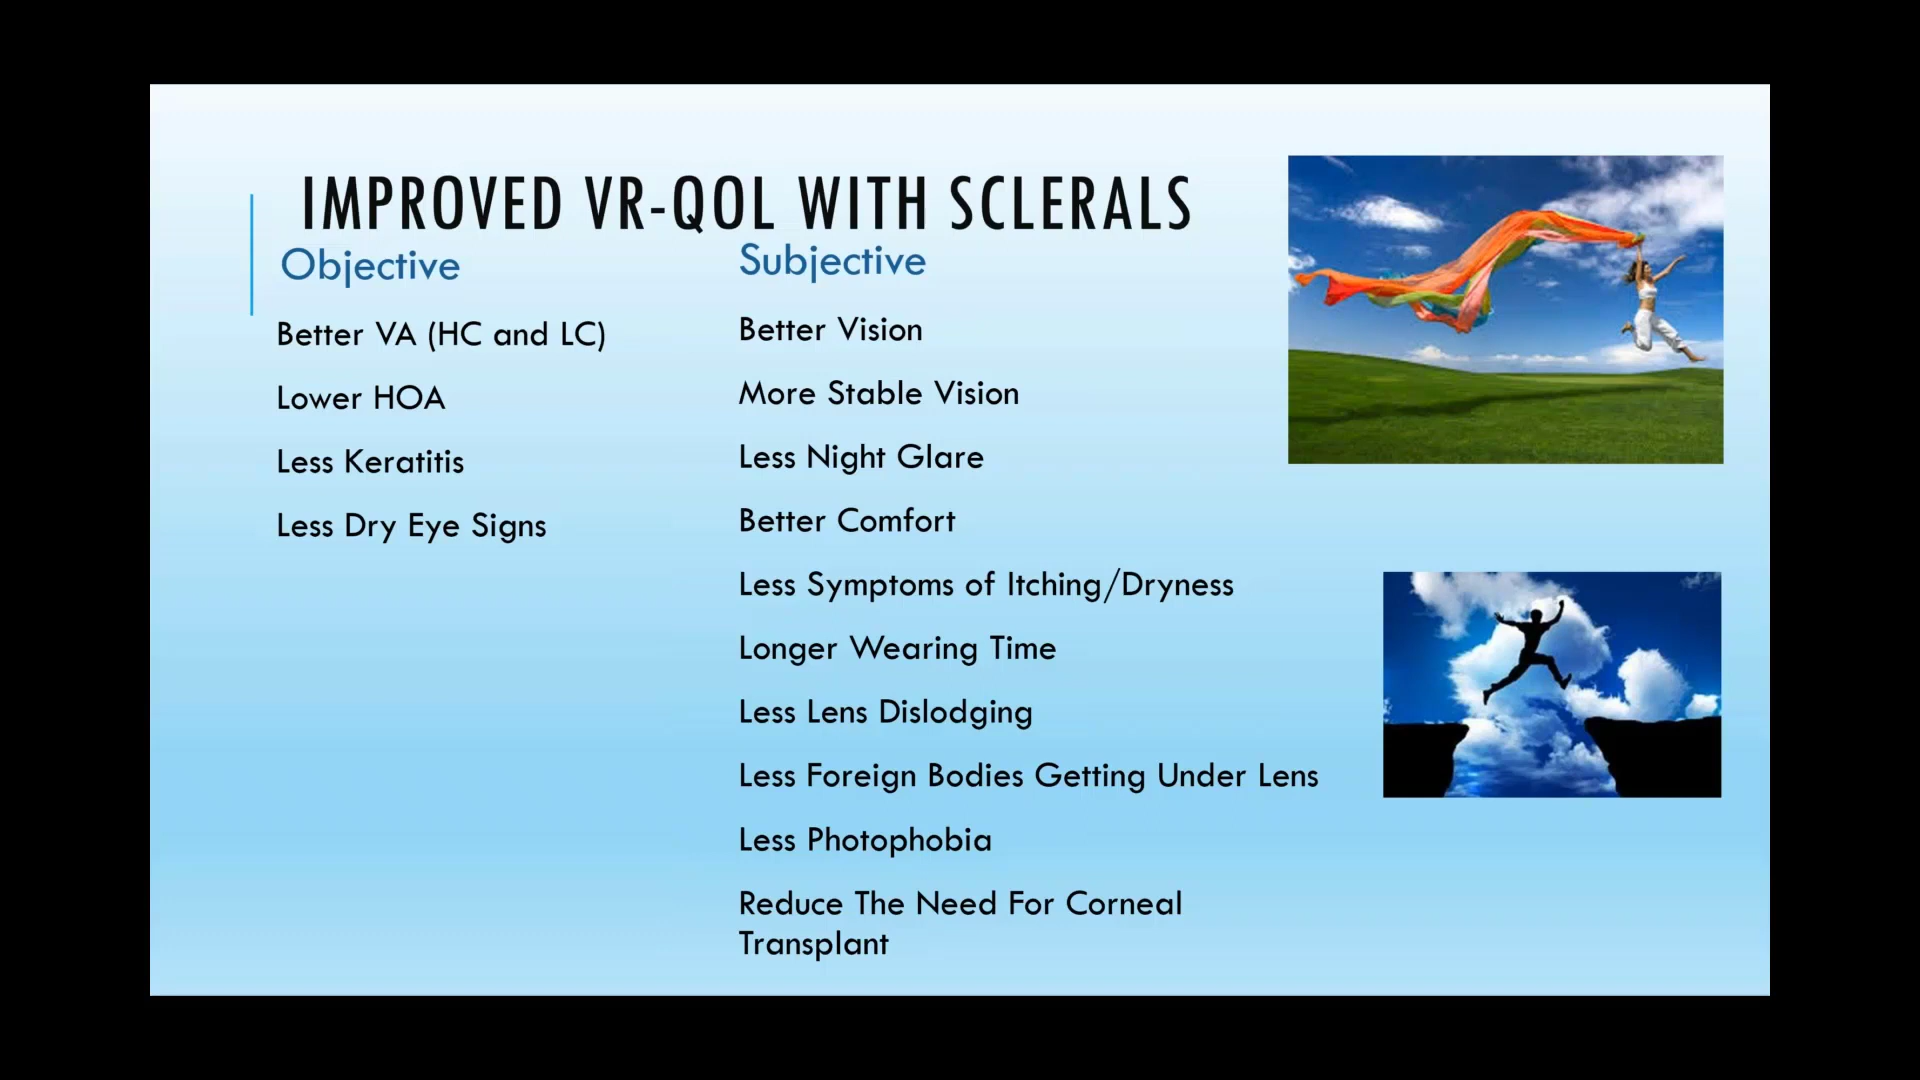 IMPROVED VR-QOL WITH SCLERALS
Objective
Better VA (HC and LC)
Lower HOA
Less Keratitis
Less Dry Eye Signs
Subjective
Better Vision
More Stable Vision
Less Night Glare
Better Comfort
Less Symptoms of Itching/Dryness
Longer Wearing Time
Less Lens Dislodging
Less Foreign Bodies Getting Under Lens
Less Photophobia
Reduce The Need For Corneal
Transplant